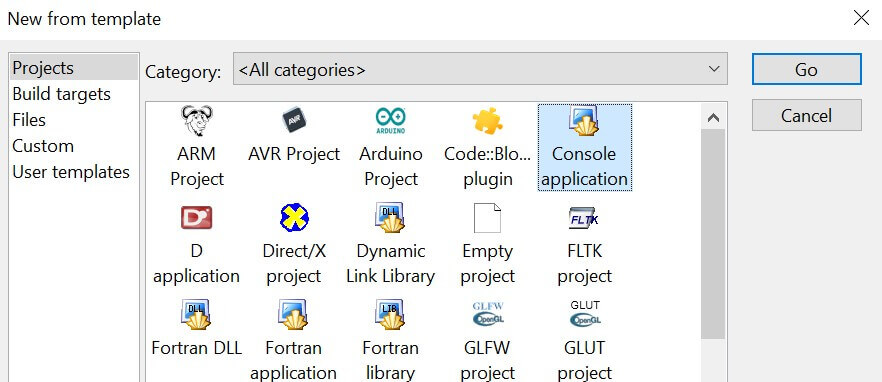 New from template
Projects
Build targets
Files
Custom
User templates
Category: <All categories>
Go
Cancel
ARM Project
AVR Project
AVR
Arduino Project
ARDUINO
Code::Blo... plugin
Console application
D application
D
Direct/X project
Dynamic Link Library
DLL
Empty project
FLTK project
FLTK
Fortran DLL
DLL
Fortran application
Fortran library
LIB
GLFW project
GLFW
OpenGL
GLUT project
GLUT
OpenGL